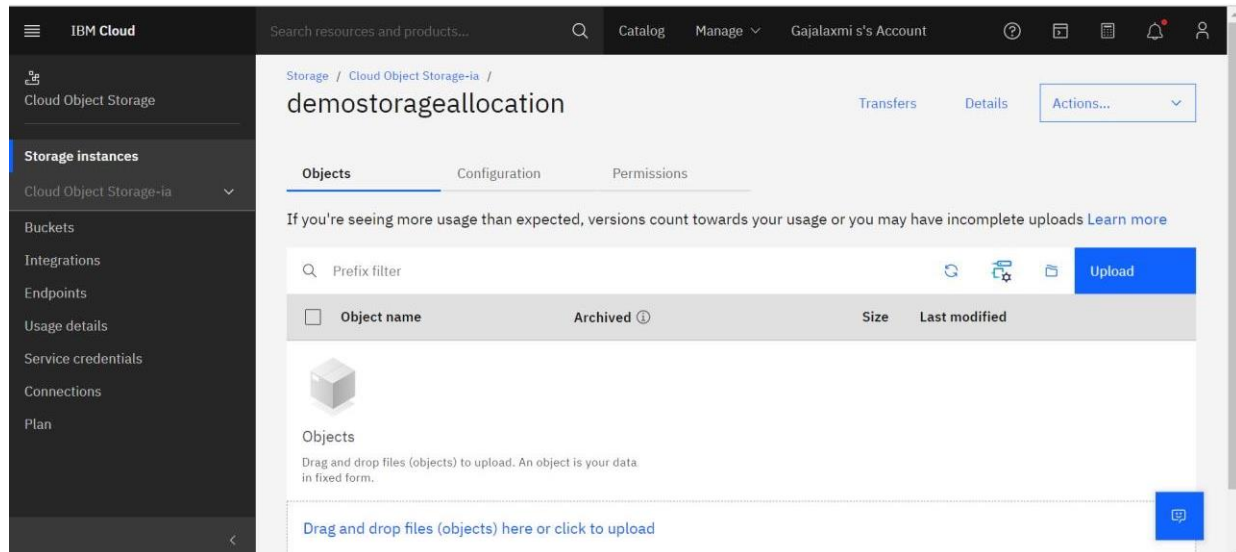 IBM Cloud
Search resources and products...
Catalog
Manage
Gajalaxmi s's Account
Cloud Object Storage
Storage instances
Cloud Object Storage-ia
Buckets
Integrations
Endpoints
Usage details
Service credentials
Connections
Plan
Storage / Cloud Object Storage-ia /
demostorageallocation
Transfers
Details
Actions...
Objects
Configuration
Permissions
If you're seeing more usage than expected, versions count towards your usage or you may have incomplete uploads Learn more
Prefix filter
Upload
Object name
Archived
Size
Last modified
Objects
Drag and drop files (objects) to upload. An object is your data
in fixed form.
Drag and drop files (objects) here or click to upload